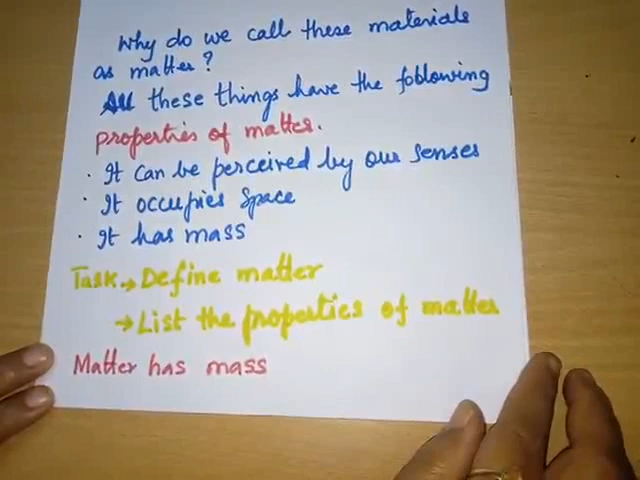 Why do we call these materials
as matter?
All these things have the following
properties of matter.
· It can be perceived by our senses
· It occupies space
· It has mass
Task → Define matter
→ List the properties of matter
Matter has mass